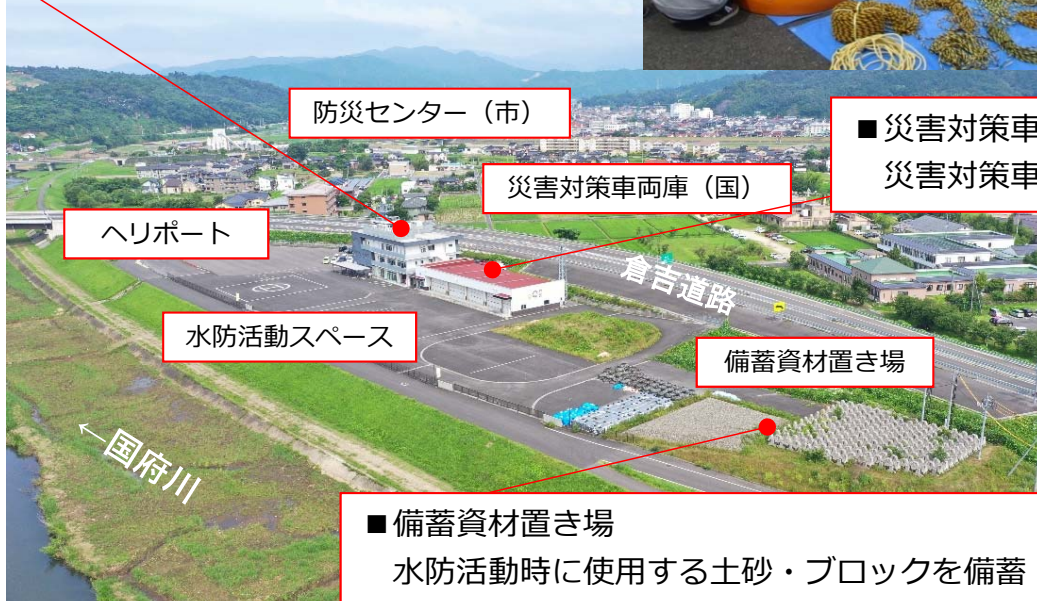 防災センター（市）
■災害対策車
災害対策車
災害対策車両庫（国）
ヘリポート
倉吉道路
水防活動スペース
備蓄資材置き場
←国府川
■備蓄資材置き場
水防活動時に使用する土砂・ブロックを備蓄